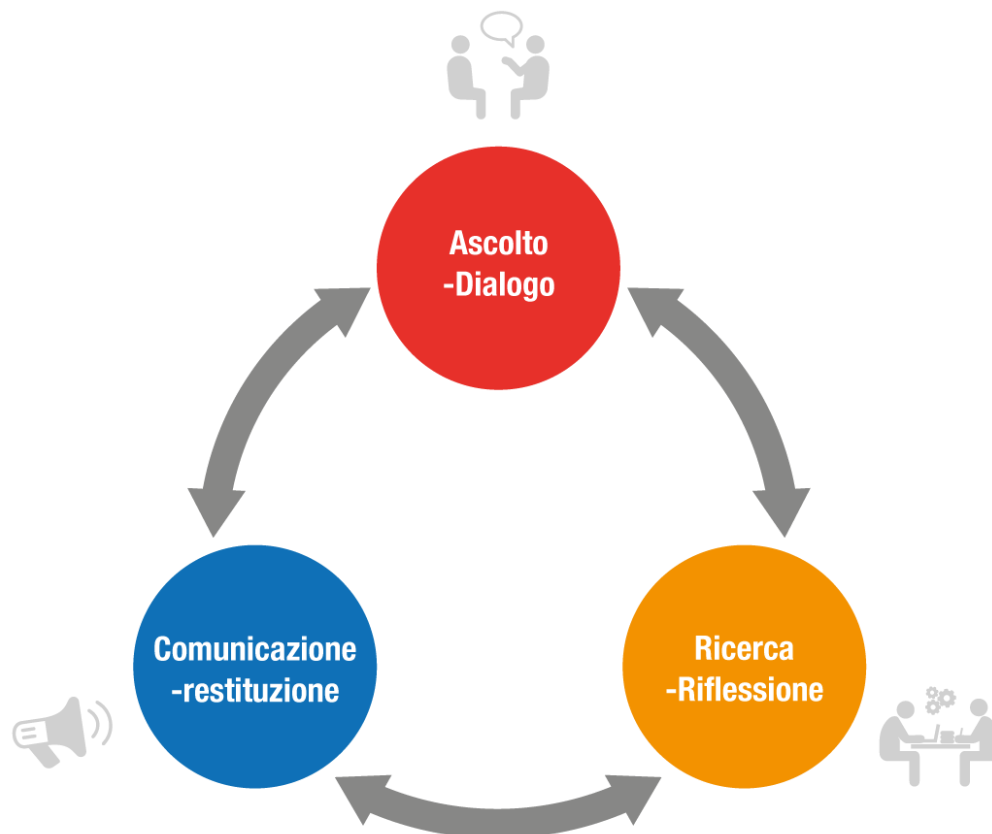 Ascolto
-Dialogo
Comunicazione
-restituzione
Ricerca
-Riflessione